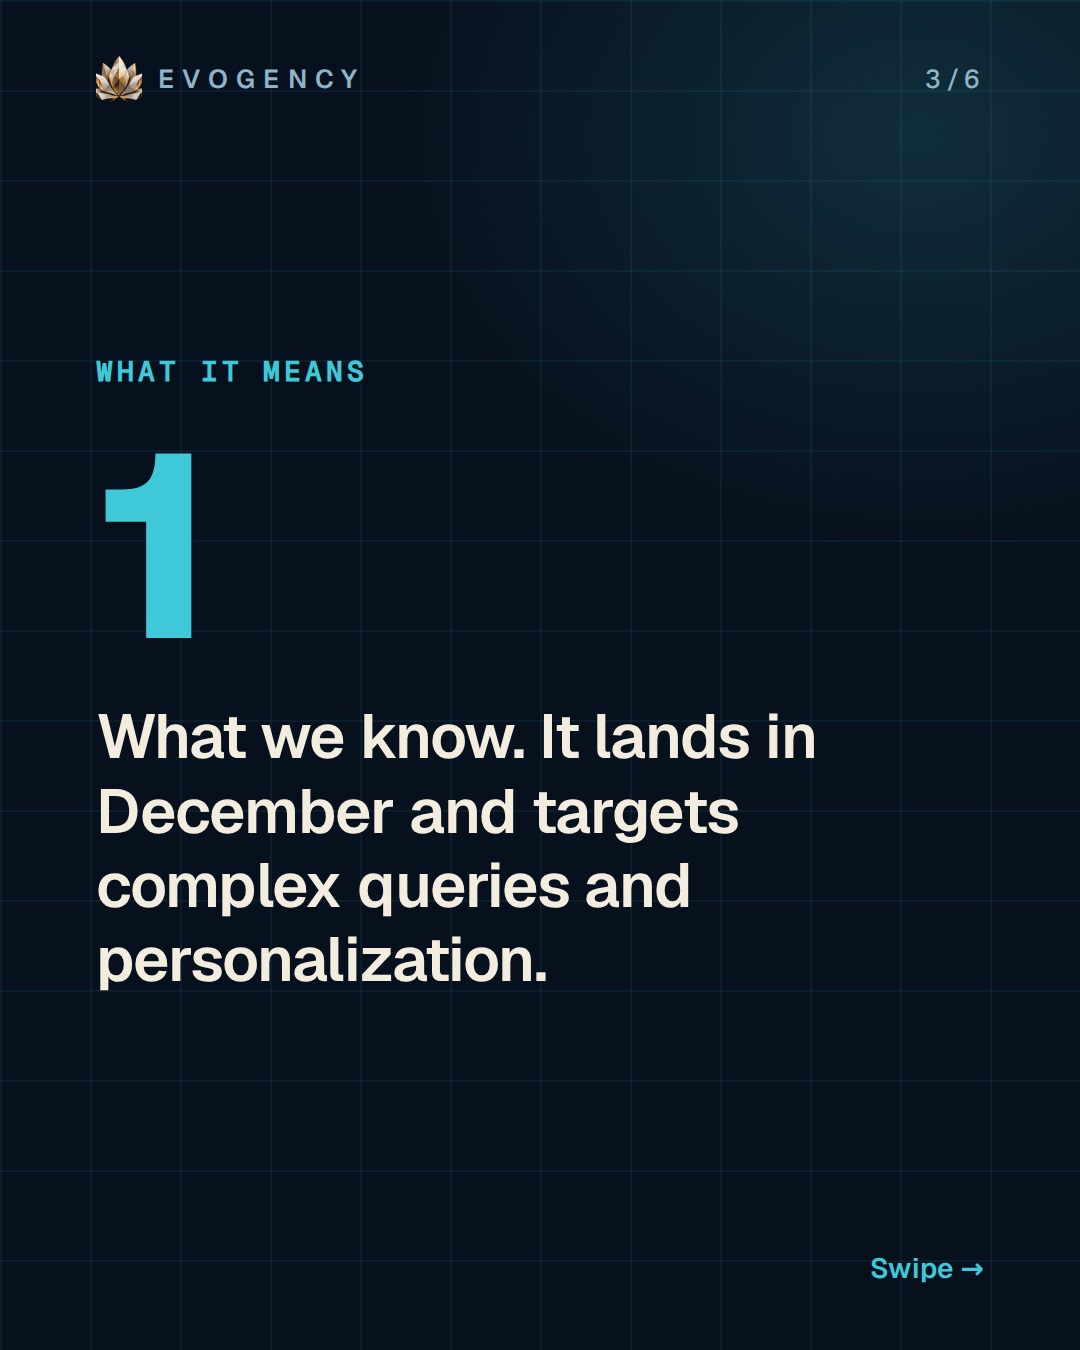 EVOGENCY
3/6
WHAT IT MEANS
1
What we know. It lands in
December and targets
complex queries and
personalization.
Swipe →